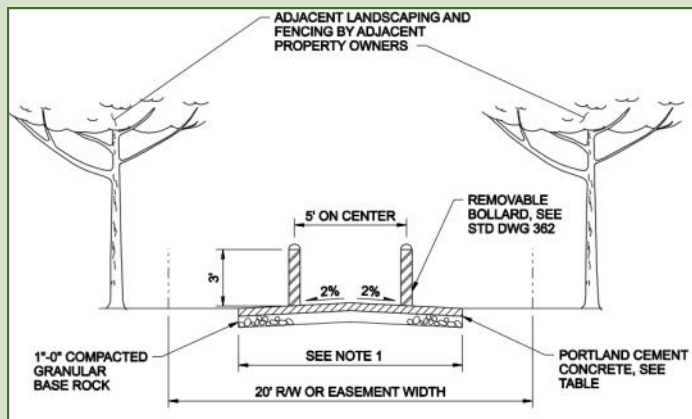 ADJACENT LANDSCAPING AND
FENCING BY ADJACENT
PROPERTY OWNERS
5' ON CENTER
REMOVABLE
BOLLARD, SEE
STD DWG 362
3'
2%
2%
1"-0" COMPACTED
GRANULAR
BASE ROCK
SEE NOTE 1
PORTLAND CEMENT
CONCRETE, SEE
TABLE
20' R/W OR EASEMENT WIDTH